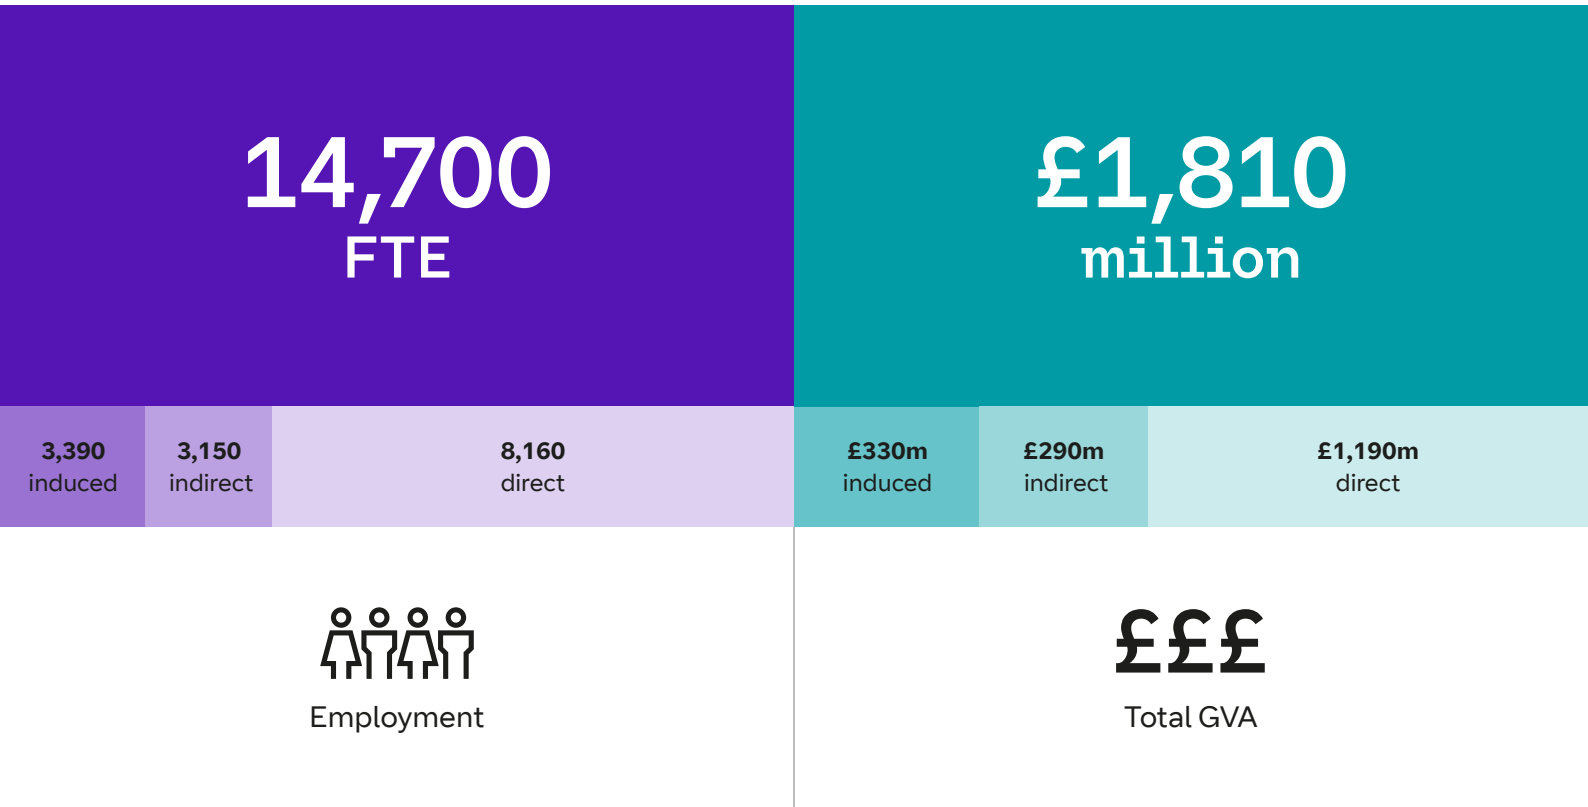 14,700
FTE
£1,810
million
3,390
induced
3,150
indirect
8,160
direct
£330m
induced
£290m
indirect
£1,190m
direct
£££
Employment
Total GVA